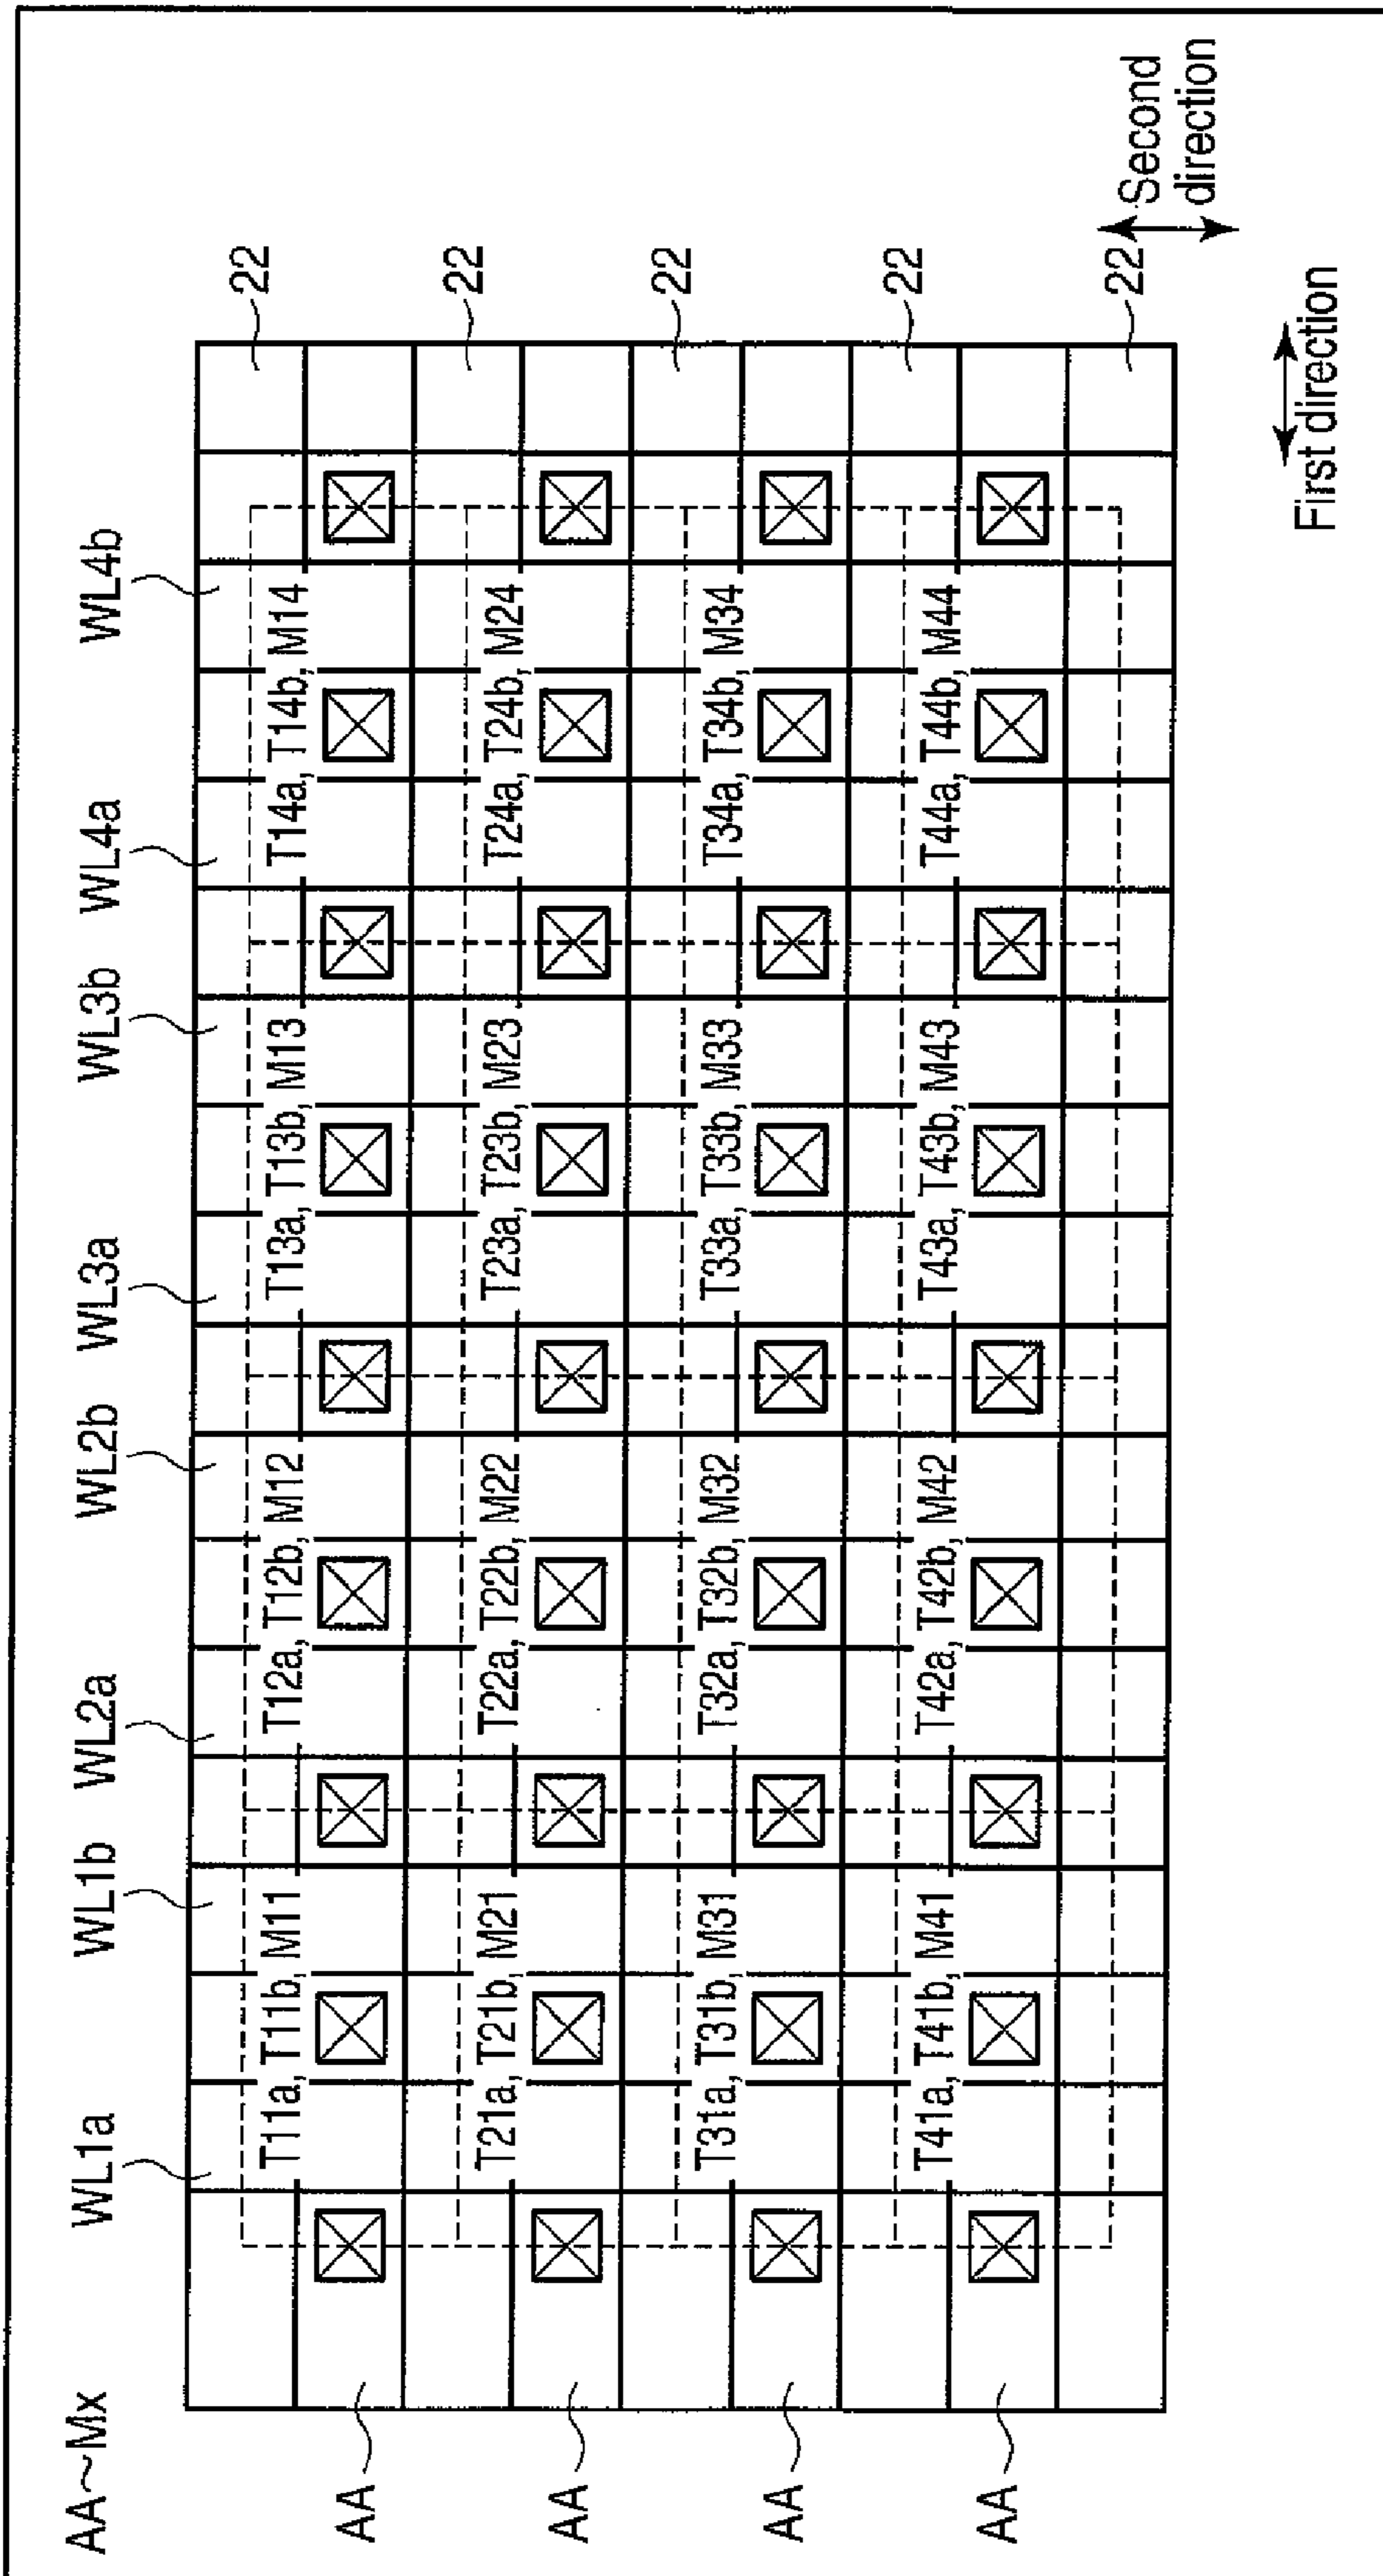 AA~Mx
WL1a
WL1b
WL2a
WL2b
WL3a
WL3b
WL4a
WL4b
T11a, T11b, M11
T12a, T12b, M12
T13a, T13b, M13
T14a, T14b, M14
22
AA
T21a, T21b, M21
T22a, T22b, M22
T23a, T23b, M23
T24a, T24b, M24
22
AA
T31a, T31b, M31
T32a, T32b, M32
T33a, T33b, M33
T34a, T34b, M34
22
AA
T41a, T41b, M41
T42a, T42b, M42
T43a, T43b, M43
T44a, T44b, M44
22
AA
22
Second
direction
First direction